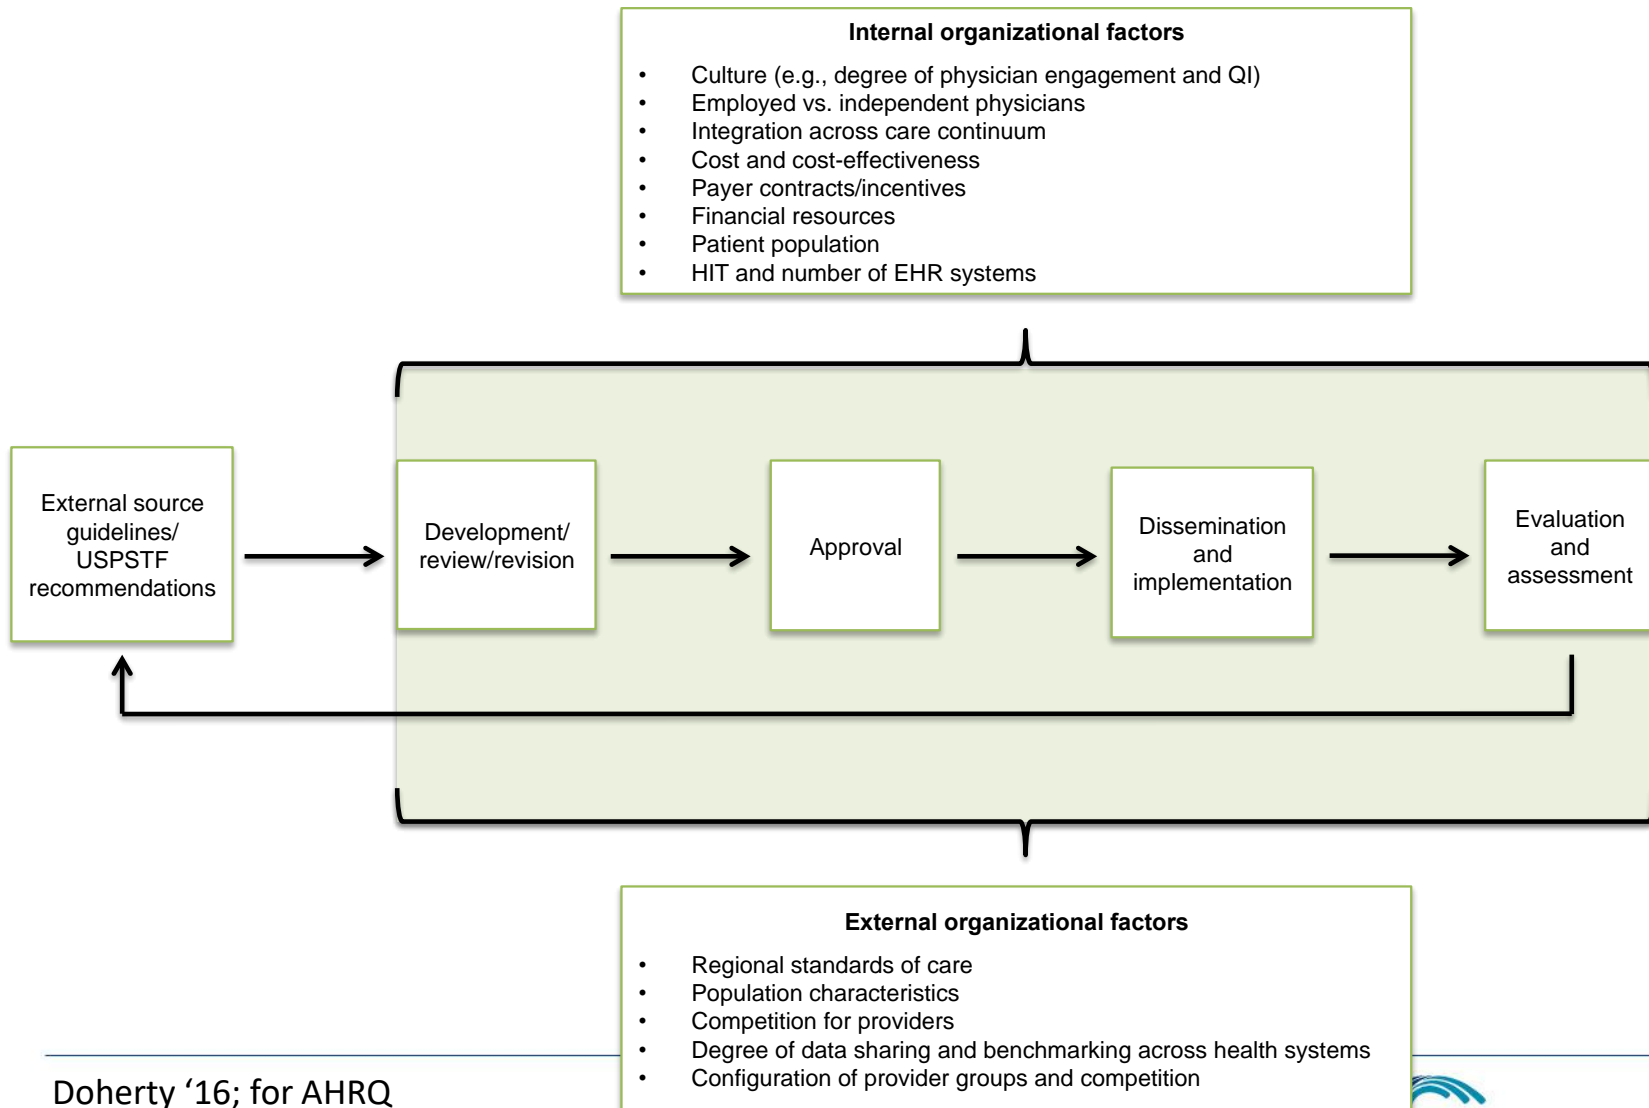 Internal organizational factors
• Culture (e.g., degree of physician engagement and QI)
• Employed vs. independent physicians
• Integration across care continuum
• Cost and cost-effectiveness
• Payer contracts/incentives
• Financial resources
• Patient population
• HIT and number of EHR systems
External source
guidelines/
USPSTF
recommendations
Development/
review/revision
Approval
Dissemination
and
implementation
Evaluation
and
assessment
External organizational factors
• Regional standards of care
• Population characteristics
• Competition for providers
• Degree of data sharing and benchmarking across health systems
• Configuration of provider groups and competition
Doherty ‘16; for AHRQ